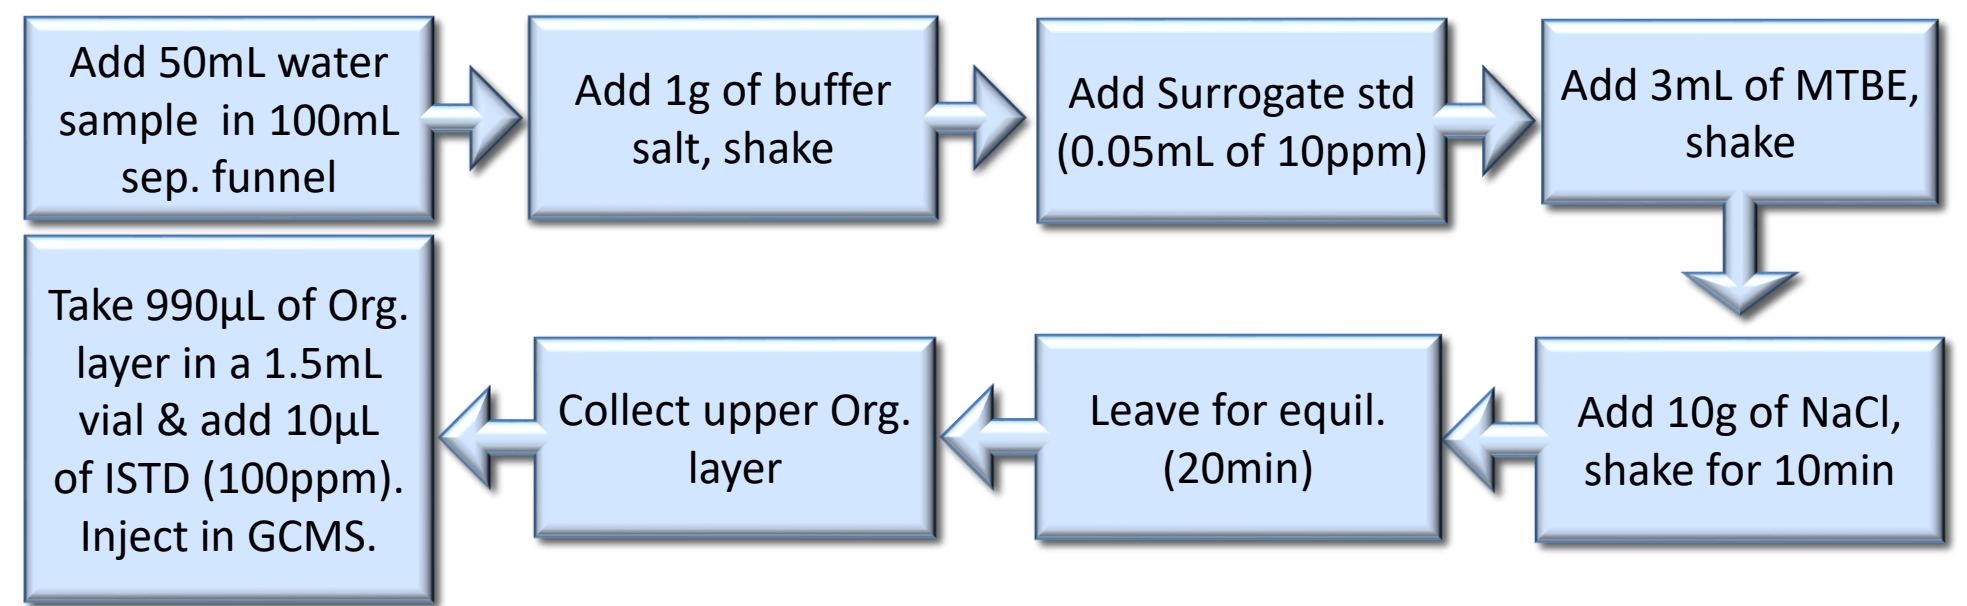 Add 50mL water
sample  in 100mL
sep. funnel
Add 1g of buffer
salt, shake
Add Surrogate std
(0.05mL of 10ppm)
Add 3mL of MTBE,
shake
Add 10g of NaCl,
shake for 10min
Leave for equil.
(20min)
Collect upper Org.
layer
Take 990µL of Org.
layer in a 1.5mL
vial & add 10µL
of ISTD (100ppm).
Inject in GCMS.